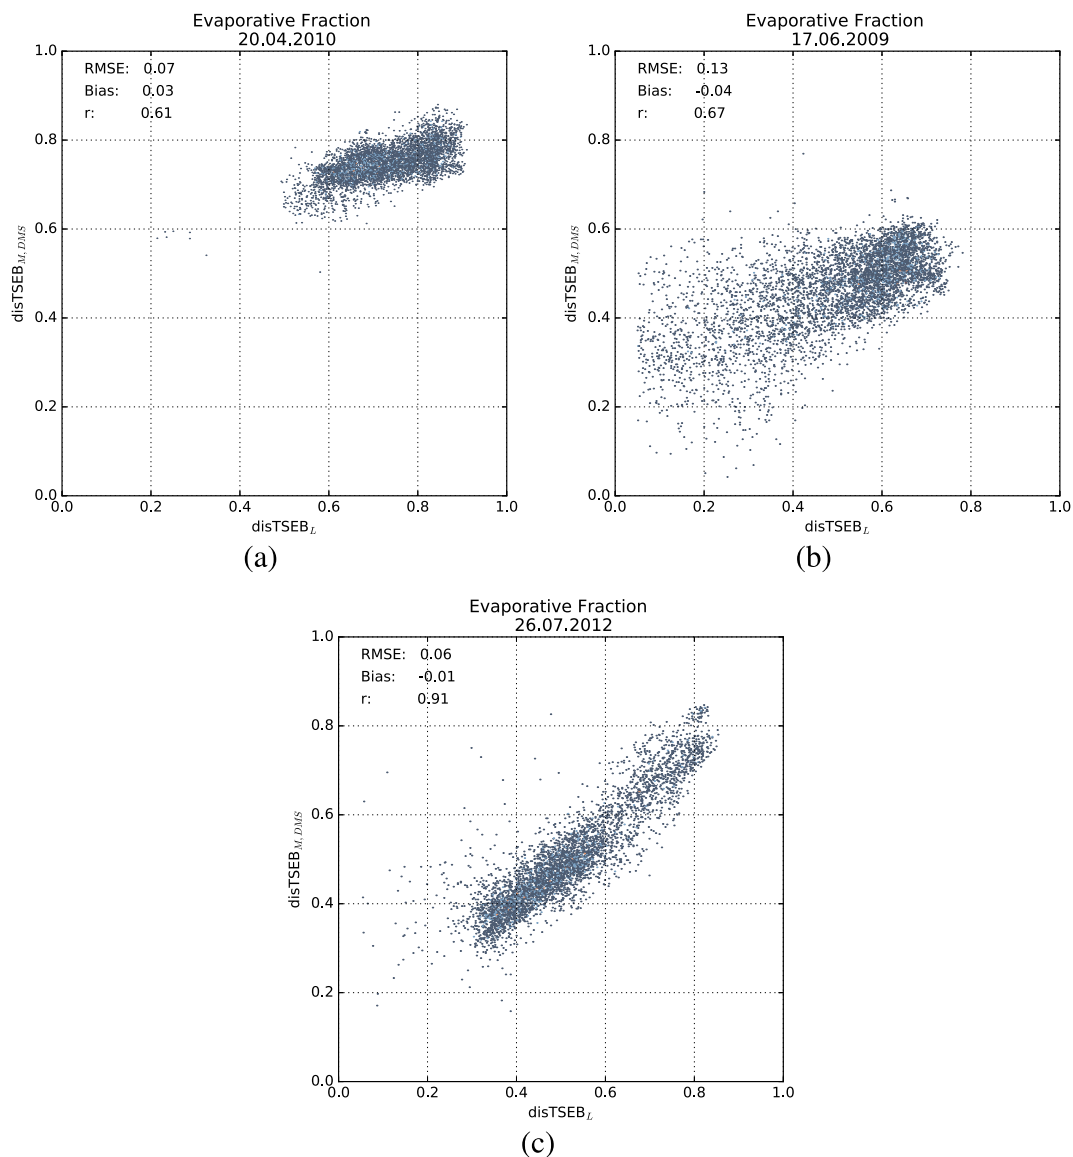 Evaporative Fraction
20.04.2010
RMSE: 0.07
Bias: 0.03
r: 0.61
1.0
0.8
0.6
0.4
0.2
0.0
disTSEB_{M,DMS}
0.0 0.2 0.4 0.6 0.8 1.0
disTSEB_L
(a)
Evaporative Fraction
17.06.2009
RMSE: 0.13
Bias: -0.04
r: 0.67
1.0
0.8
0.6
0.4
0.2
0.0
disTSEB_{M,DMS}
0.0 0.2 0.4 0.6 0.8 1.0
disTSEB_L
(b)
Evaporative Fraction
26.07.2012
RMSE: 0.06
Bias: -0.01
r: 0.91
1.0
0.8
0.6
0.4
0.2
0.0
disTSEB_{M,DMS}
0.0 0.2 0.4 0.6 0.8 1.0
disTSEB_L
(c)